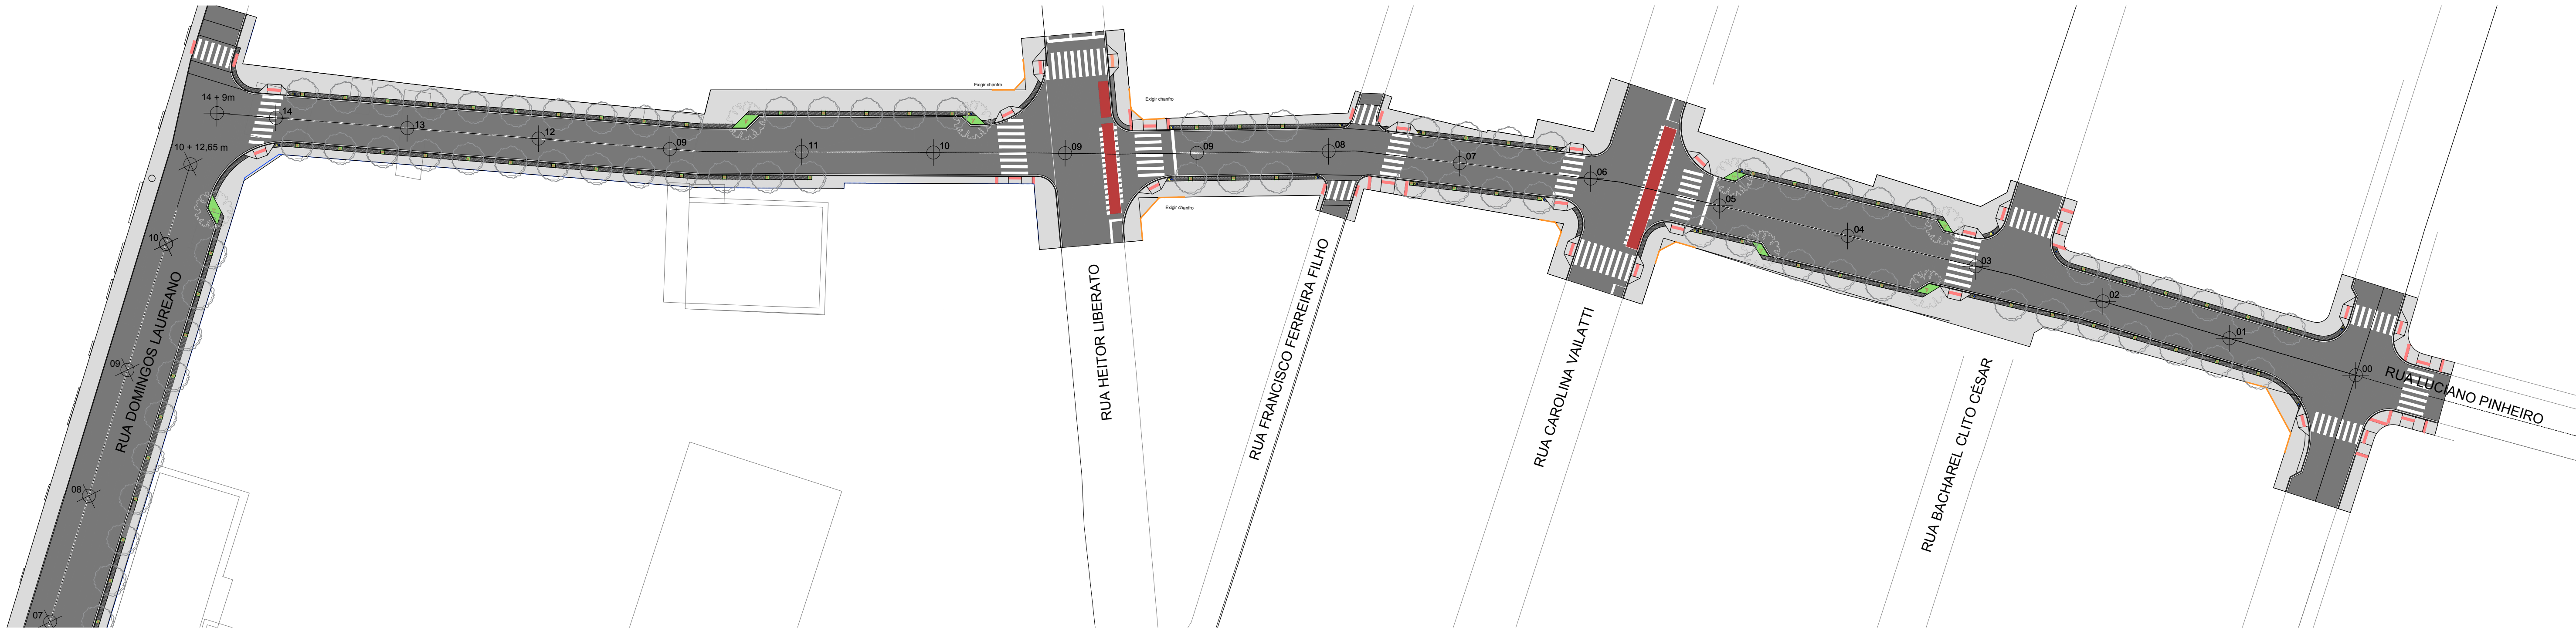 14 + 9m
14
13
12
09
11
10
09
09
08
07
06
05
04
03
02
01
00
Exigir chanfro
Exigir chanfro
Exigir chanfro
10 + 12,65 m
10
09
08
07
RUA DOMINGOS LAUREANO
RUA HEITOR LIBERATO
RUA FRANCISCO FERREIRA FILHO
RUA CAROLINA VAILATTI
RUA BACHAREL CLITO CÉSAR
RUA LUCIANO PINHEIRO